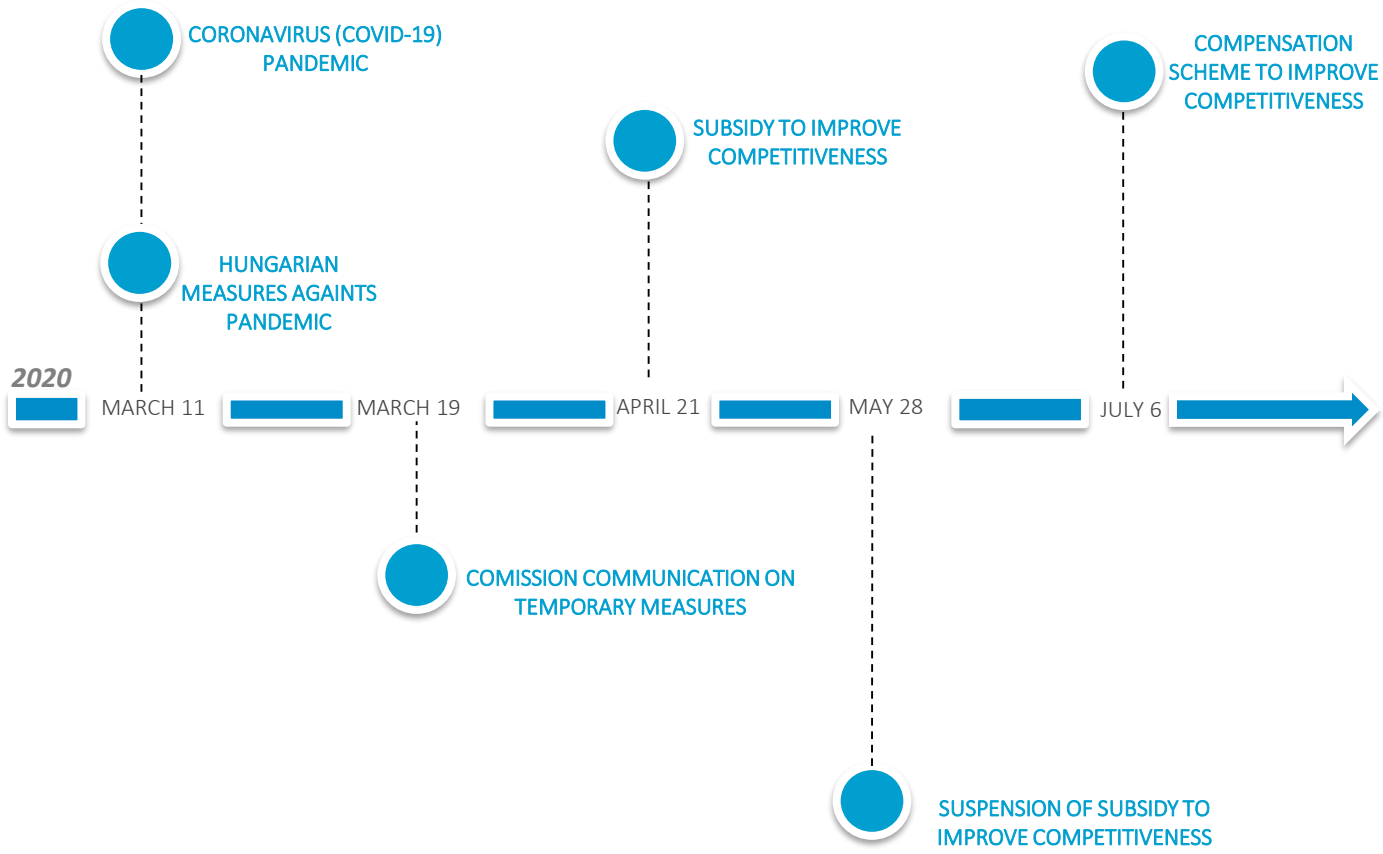 CORONAVIRUS (COVID-19)
PANDEMIC
COMPENSATION
SCHEME TO IMPROVE
COMPETITIVENESS
SUBSIDY TO IMPROVE
COMPETITIVENESS
HUNGARIAN
MEASURES AGAINTS
PANDEMIC
2020
MARCH 11
MARCH 19
APRIL 21
MAY 28
JULY 6
COMISSION COMMUNICATION ON
TEMPORARY MEASURES
SUSPENSION OF SUBSIDY TO
IMPROVE COMPETITIVENESS